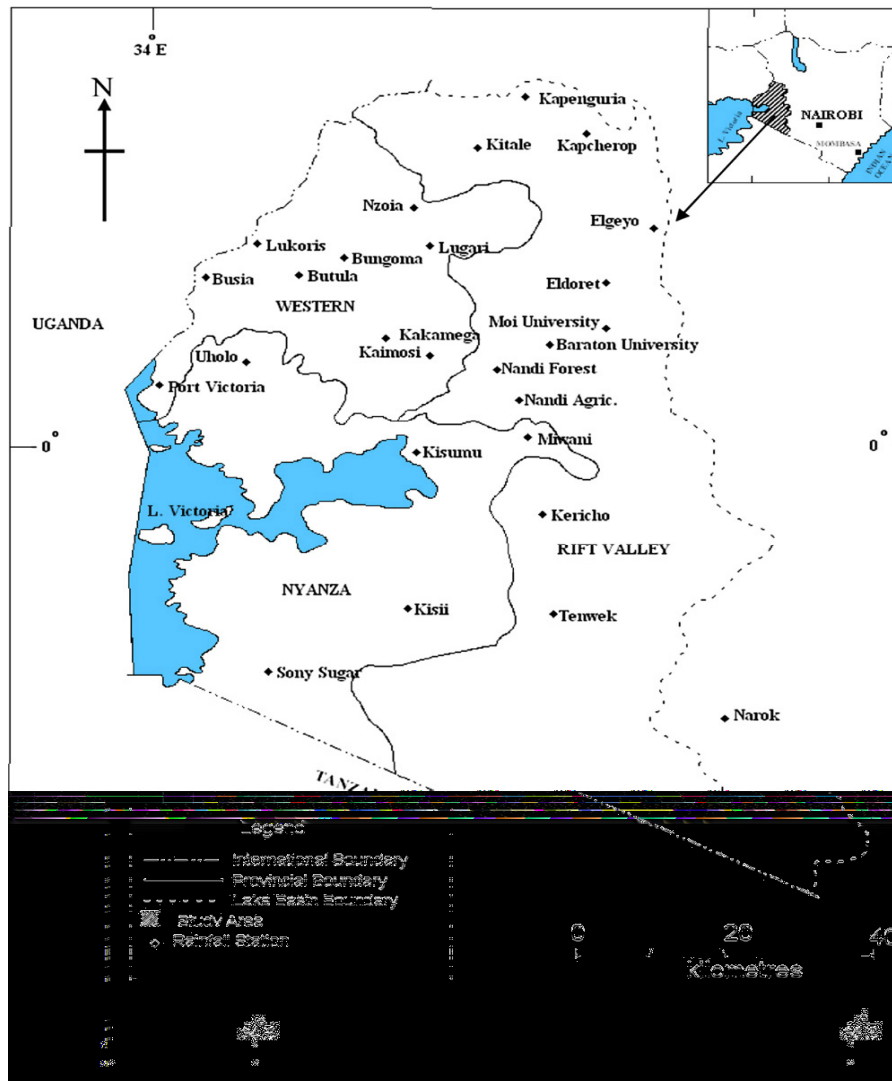 34 E
N
Kapenguria
Kitale
Kapcherop
NAIROBI
MOMBASA
L. Victoria
INDIAN
OCEAN
Nzoia
Elgeyo
Lukoris
Lugari
Bungoma
Busia
Butula
Eldoret
WESTERN
UGANDA
Moi University
Kakamega
Baraton University
Kaimosi
Uholo
Nandi Forest
Port Victoria
Nandi Agric.
Miwani
0°
Kisumu
0°
L. Victoria
Kericho
RIFT VALLEY
NYANZA
Kisii
Tenwek
Sony Sugar
Narok
Legend
International Boundary
Provincial Boundary
Lake Basin Boundary
Study Area
Rainfall Station
0 20 40
Kilometres